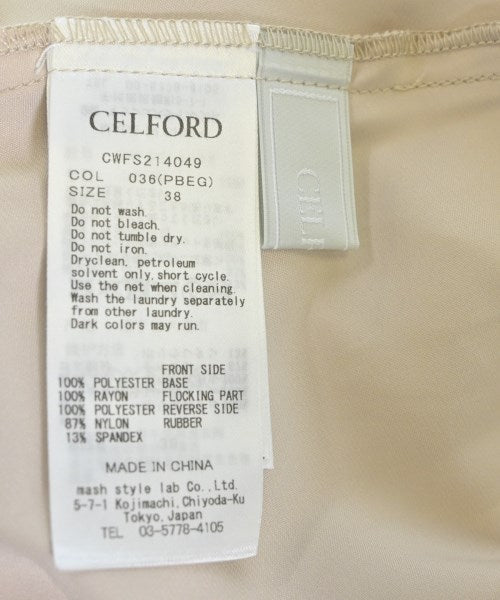 CELFORD
CWFS214049
COL 036(PBEG)
SIZE 38
Do not wash.
Do not bleach.
Do not tumble dry.
Do not iron.
Dryclean, petroleum
solvent only, short cycle.
Use the net when cleaning.
Wash the laundry separately
from other laundry.
Dark colors may run.
FRONT SIDE
100% POLYESTER BASE
100% RAYON FLOCKING PART
100% POLYESTER REVERSE SIDE
87% NYLON RUBBER
13% SPANDEX
MADE IN CHINA
mash style lab Co.,Ltd.
5-7-1 Kojimachi, Chiyoda-Ku
Tokyo, Japan
TEL 03-5778-4105